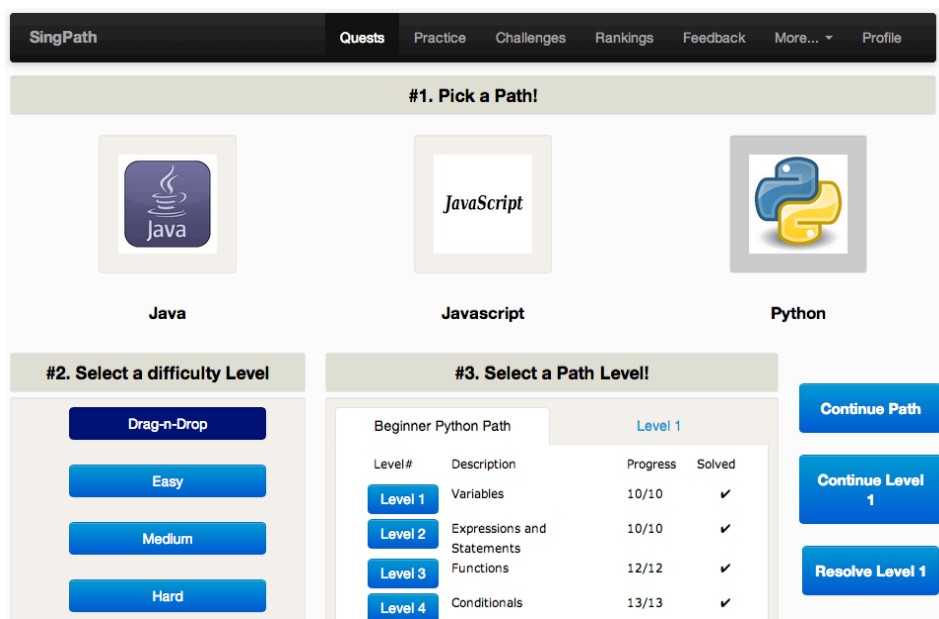 SingPath Quests Practice Challenges Rankings Feedback More... Profile
#1. Pick a Path!
Java
JavaScript
Java
Javascript
Python
#2. Select a difficulty Level
#3. Select a Path Level!
Drag-n-Drop
Easy
Medium
Hard
Beginner Python Path Level 1
Level# Description Progress Solved
Level 1 Variables 10/10 ✔
Level 2 Expressions and 10/10 ✔
Statements
Level 3 Functions 12/12 ✔
Level 4 Conditionals 13/13 ✔
Continue Path
Continue Level
1
Resolve Level 1